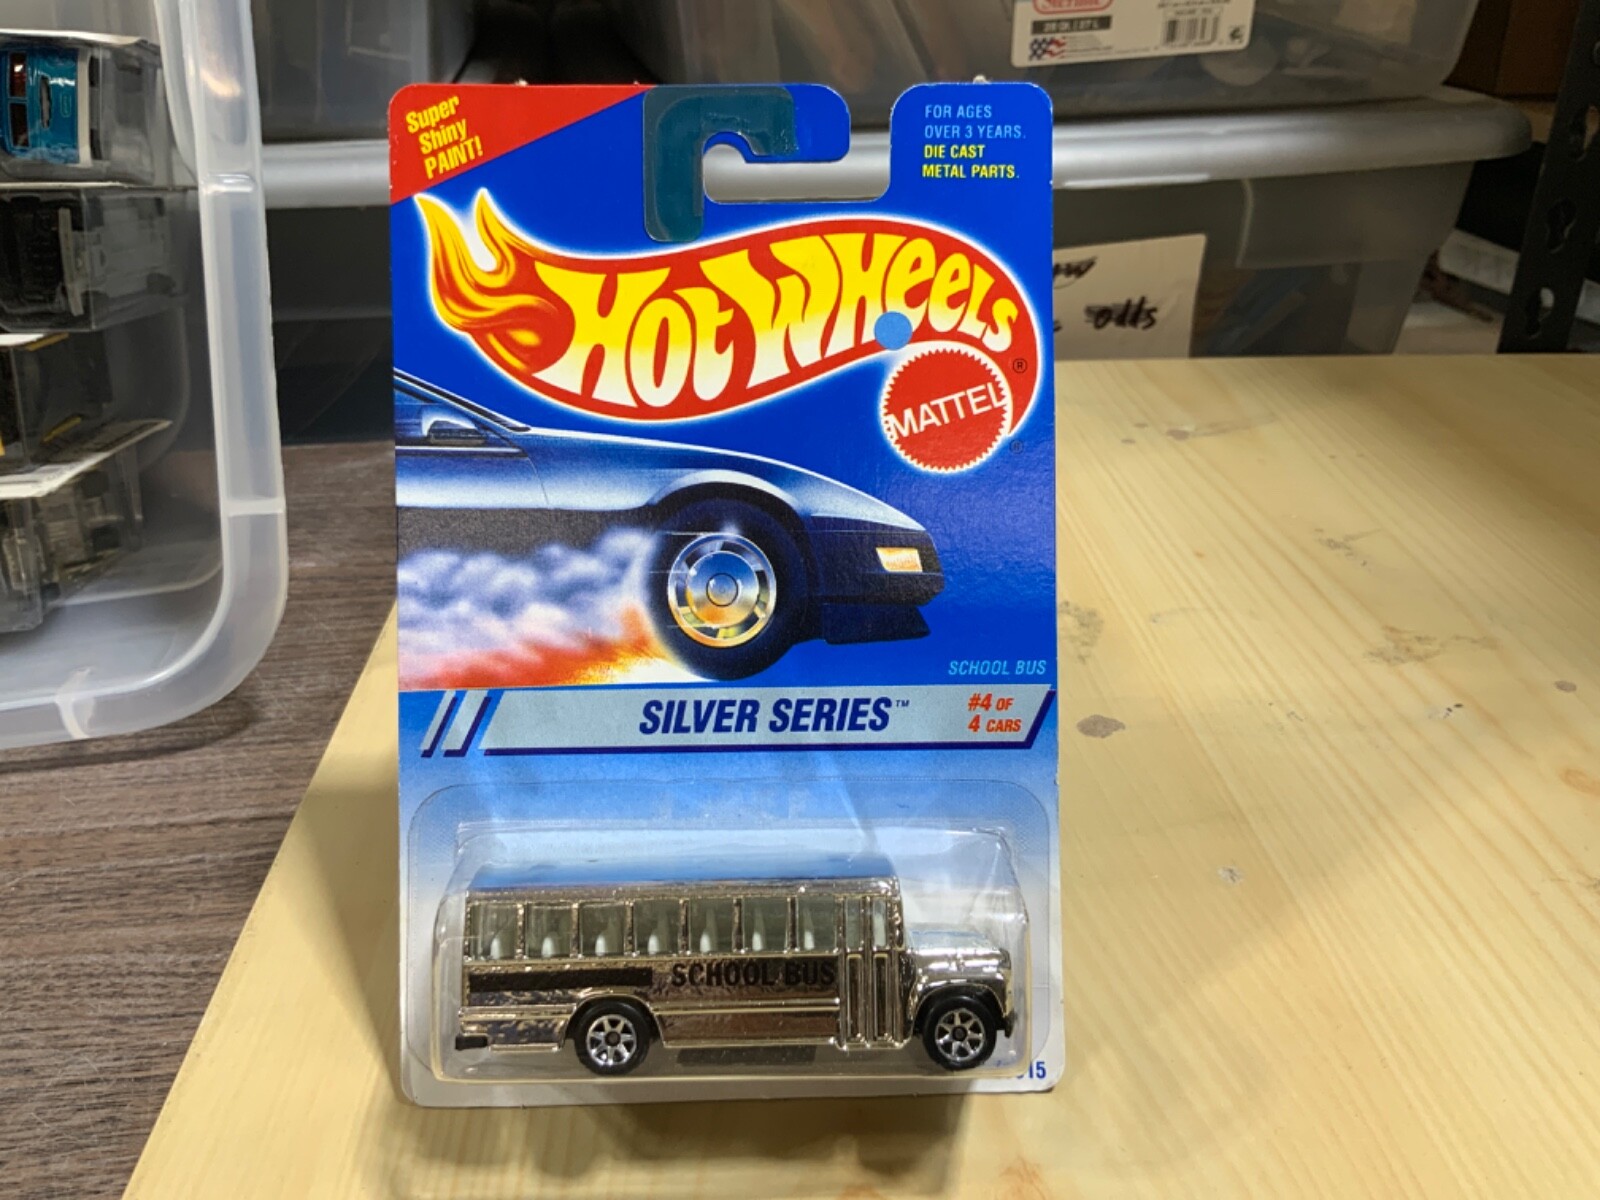 Super
Shiny
PAINT!
FOR AGES
OVER 3 YEARS.
DIE CAST
METAL PARTS.
HOT WHEELS
®
MATTEL
®
SCHOOL BUS
SILVER SERIES™
#4 OF
4 CARS
SCHOOL BUS
odds